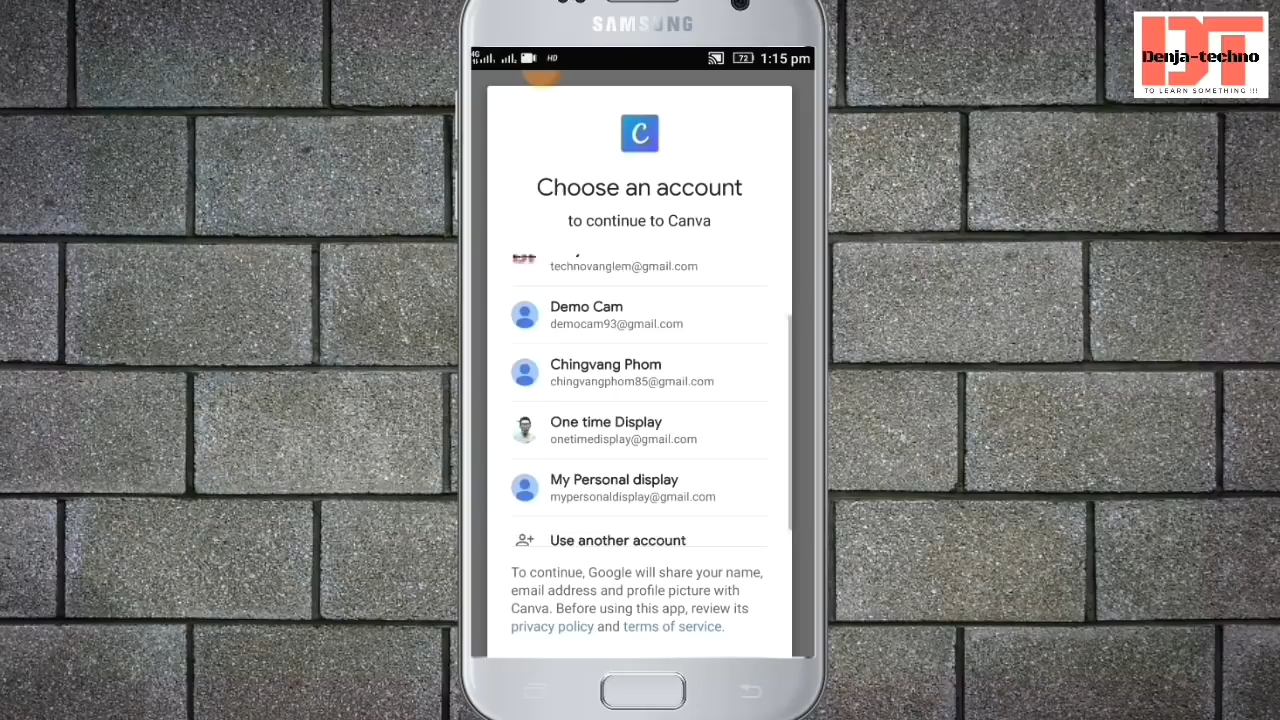 SAMSUNG
4G HD 72 1:15 pm
Denja-techno
TO LEARN SOMETHING !!!
C
Choose an account
to continue to Canva
technovanglem@gmail.com
Demo Cam
democam93@gmail.com
Chingvang Phom
chingvangphom85@gmail.com
One time Display
onetimedisplay@gmail.com
My Personal display
mypersonaldisplay@gmail.com
Use another account
To continue, Google will share your name,
email address and profile picture with
Canva. Before using this app, review its
privacy policy and terms of service.